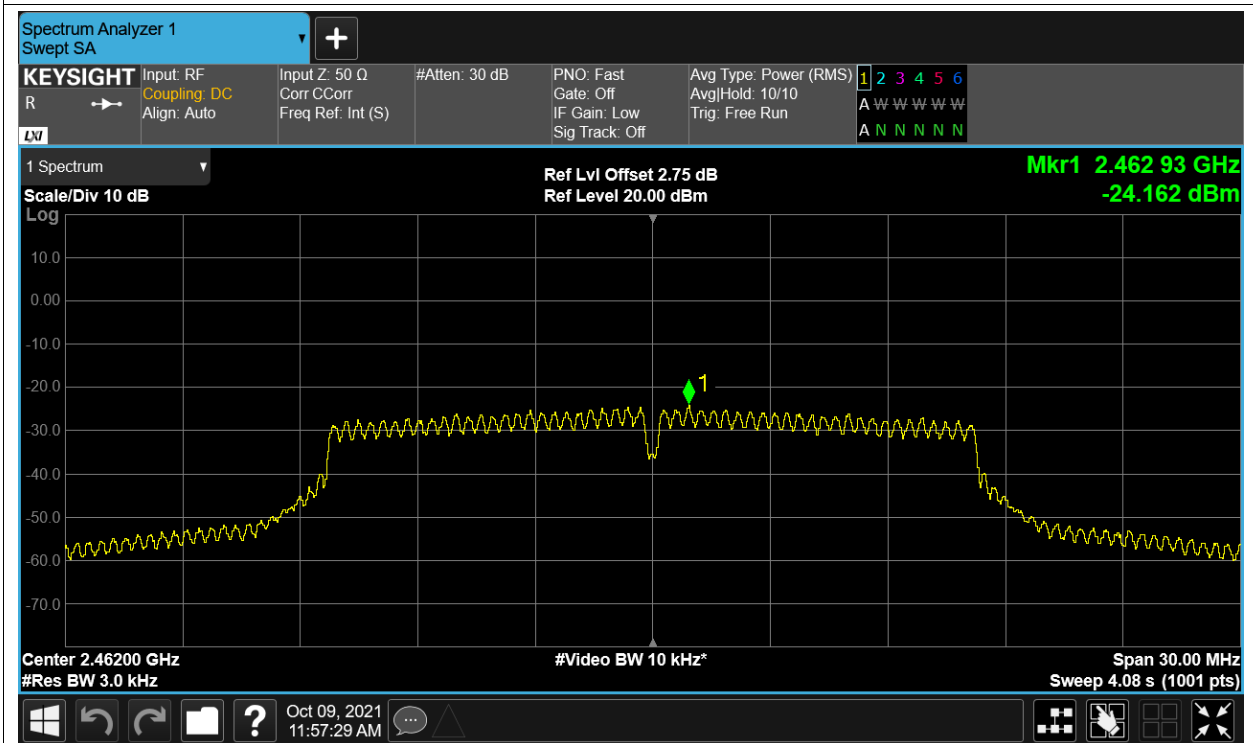 Spectrum Analyzer 1
Swept SA
KEYSIGHT
R
LXI
Input: RF
Coupling: DC
Align: Auto
Input Z: 50 Ω
Corr CCorr
Freq Ref: Int (S)
#Atten: 30 dB
PNO: Fast
Gate: Off
IF Gain: Low
Sig Track: Off
Avg Type: Power (RMS)
Avg|Hold: 10/10
Trig: Free Run
1 2 3 4 5 6
A W W W W W
A N N N N N
1 Spectrum
Scale/Div 10 dB
Log
Ref Lvl Offset 2.75 dB
Ref Level 20.00 dBm
Mkr1 2.462 93 GHz
-24.162 dBm
10.0
0.00
-10.0
-20.0
-30.0
-40.0
-50.0
-60.0
-70.0
1
Center 2.46200 GHz
#Res BW 3.0 kHz
#Video BW 10 kHz*
Span 30.00 MHz
Sweep 4.08 s (1001 pts)
?
Oct 09, 2021
11:57:29 AM